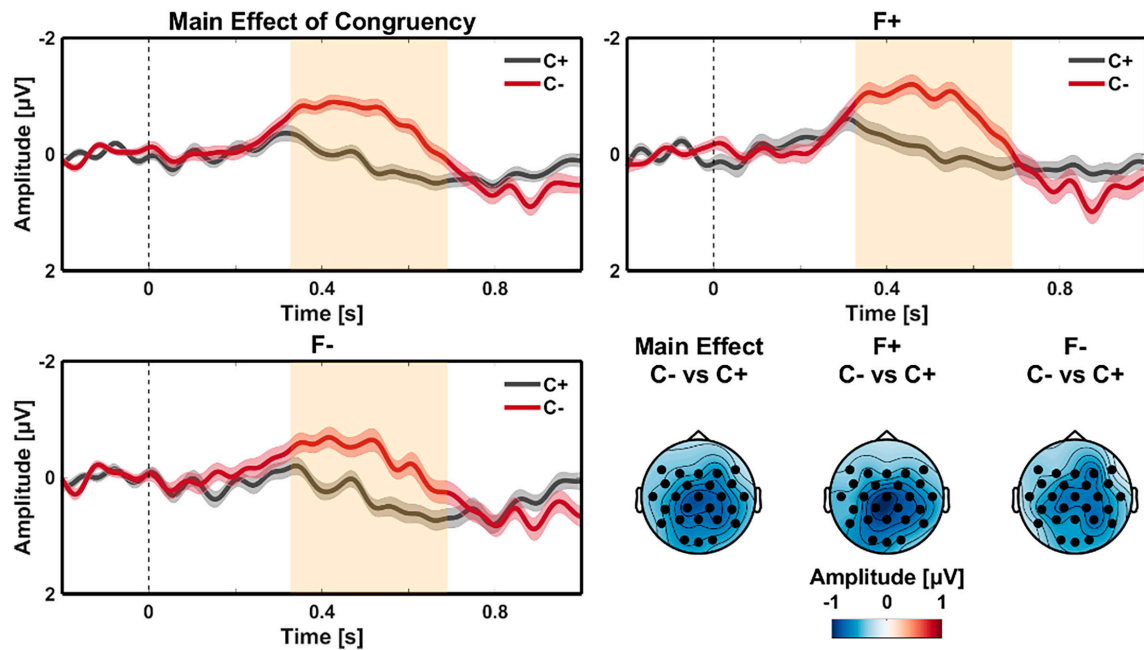 Main Effect of Congruency
-2
0
2
Amplitude [µV]
C+
C-
0
0.4
0.8
Time [s]
F+
-2
0
2
Amplitude [µV]
C+
C-
0
0.4
0.8
Time [s]
F-
-2
0
2
Amplitude [µV]
C+
C-
0
0.4
0.8
Time [s]
Main Effect
C- vs C+
F+
C- vs C+
F-
C- vs C+
Amplitude [µV]
-1 0 1